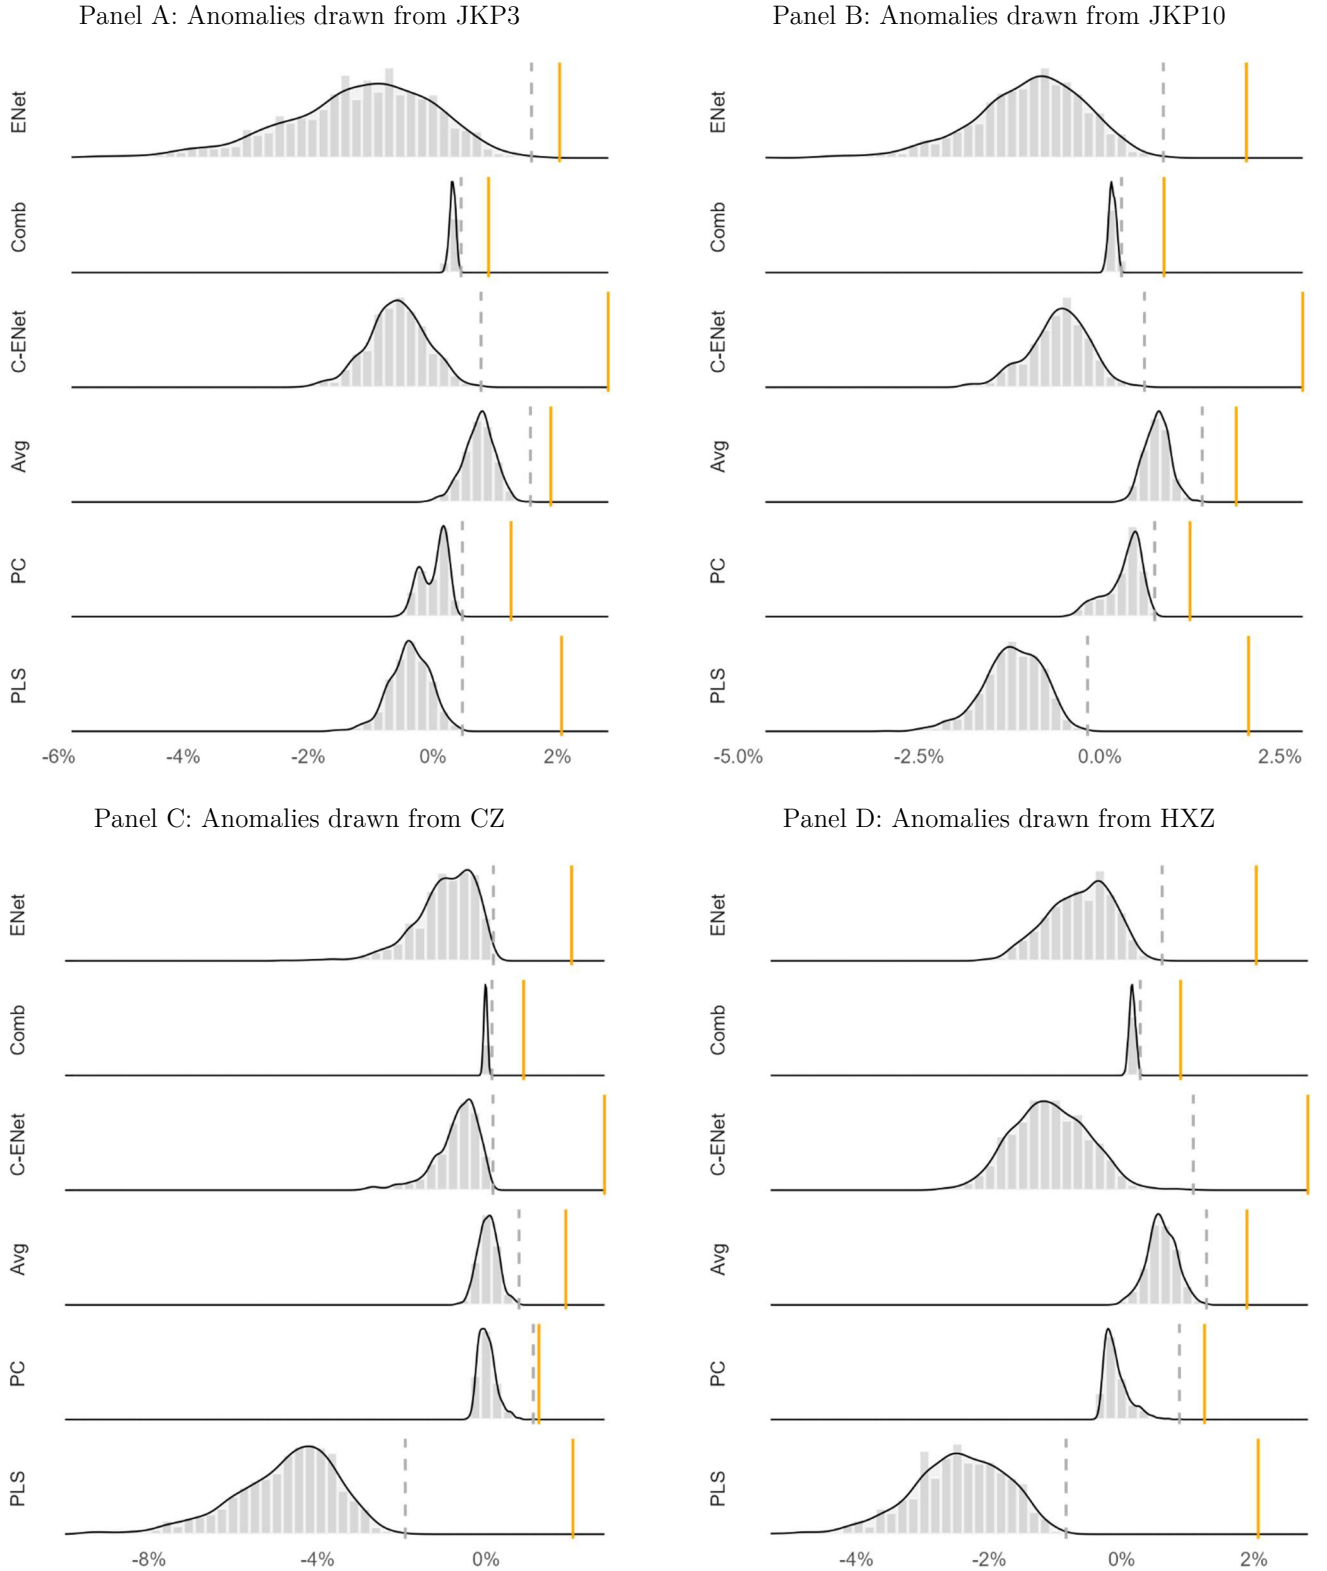 Panel A: Anomalies drawn from JKP3
ENet
Comb
C-ENet
Avg
PC
PLS
-6% -4% -2% 0% 2%
Panel B: Anomalies drawn from JKP10
ENet
Comb
C-ENet
Avg
PC
PLS
-5.0% -2.5% 0.0% 2.5%
Panel C: Anomalies drawn from CZ
ENet
Comb
C-ENet
Avg
PC
PLS
-8% -4% 0%
Panel D: Anomalies drawn from HXZ
ENet
Comb
C-ENet
Avg
PC
PLS
-4% -2% 0% 2%